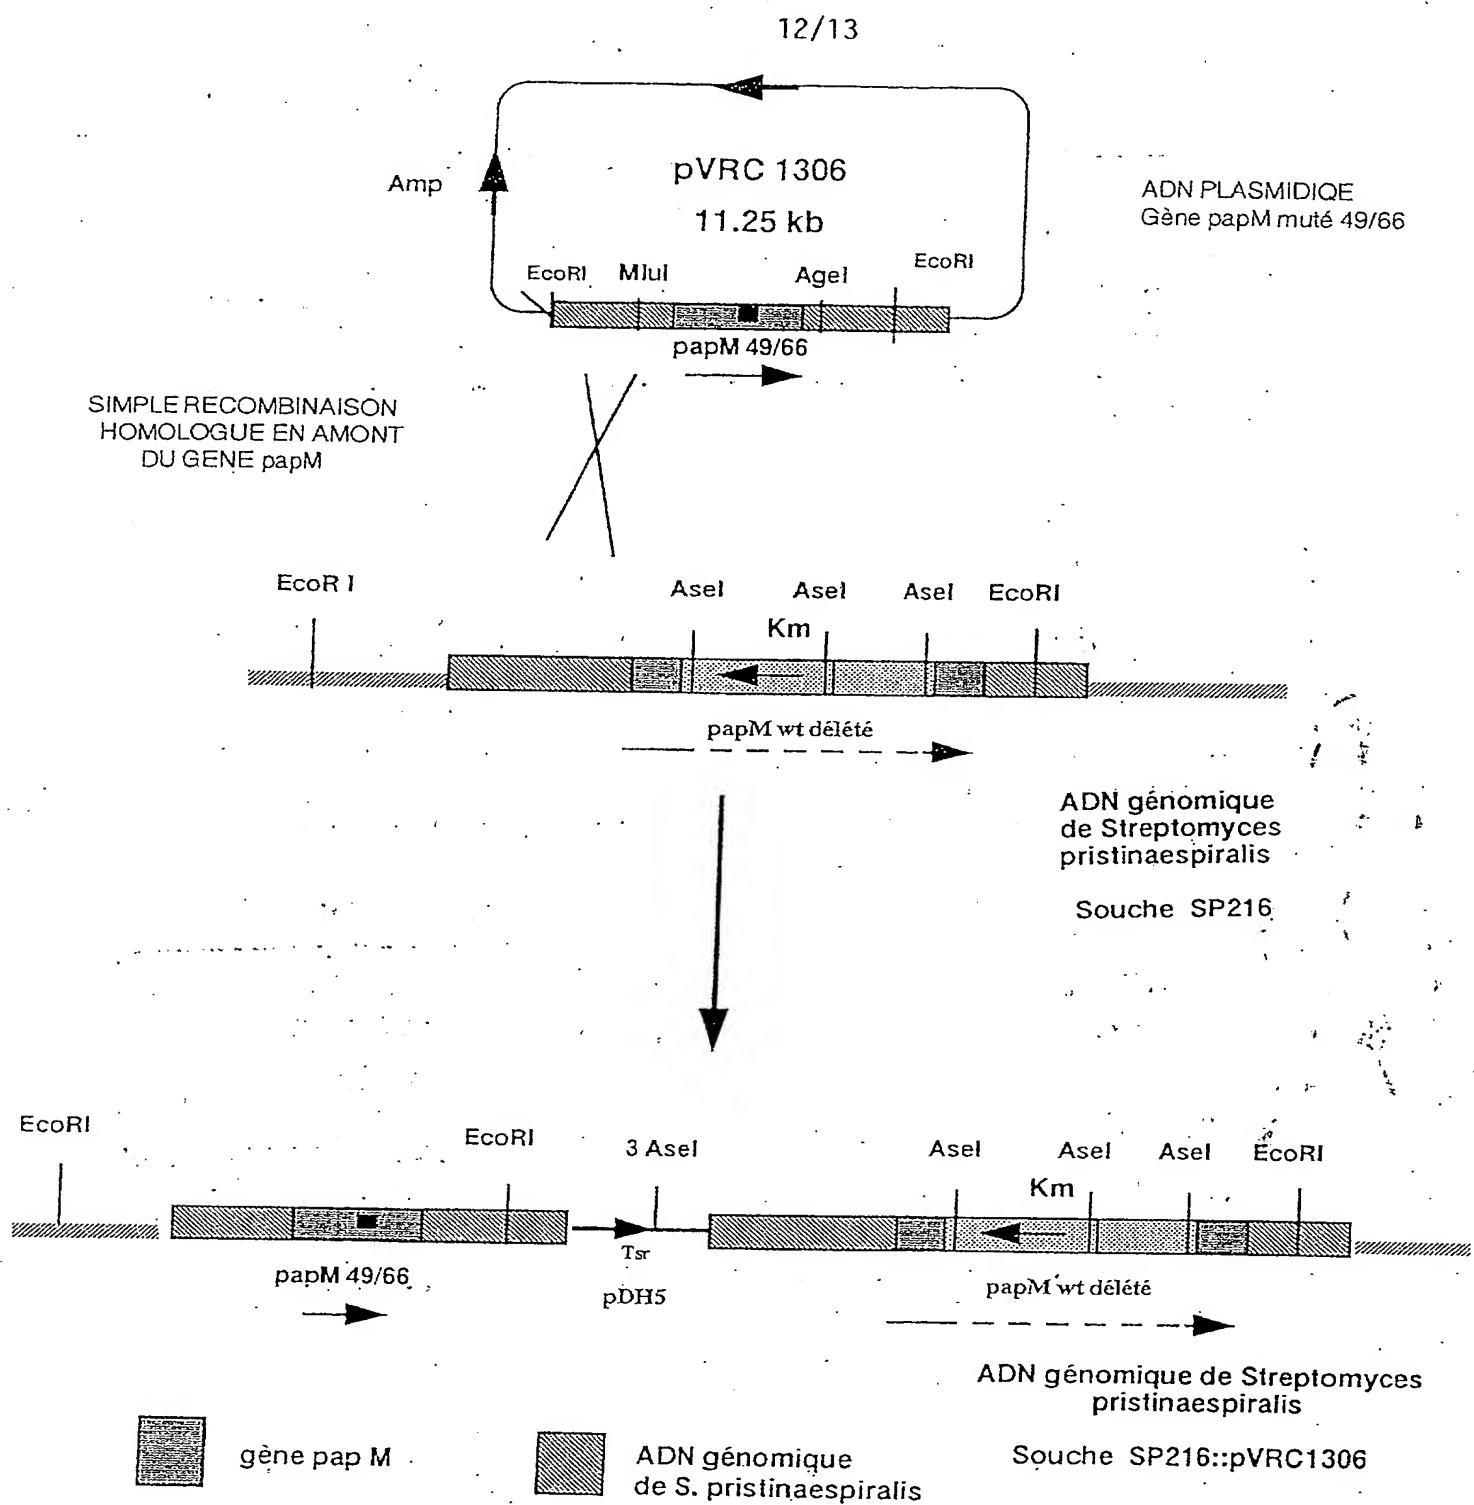 12/13
Amp
pVRC 1306
11.25 kb
ADN PLASMIDIQE
Gène papM muté 49/66
EcoRI
MluI
AgeI
EcoRI
papM 49/66
SIMPLE RECOMBINAISON
HOMOLOGUE EN AMONT
DU GENE papM
EcoR I
AseI
AseI
AseI
EcoRI
Km
papM wt délété
ADN génomique
de Streptomyces
pristinaespiralis
Souche SP216
EcoRI
EcoRI
3 AseI
AseI
AseI
AseI
EcoRI
Km
Tsr
papM 49/66
pDH5
papM wt délété
ADN génomique de Streptomyces
pristinaespiralis
Souche SP216::pVRC1306
gène pap M
ADN génomique
de S. pristinaespiralis